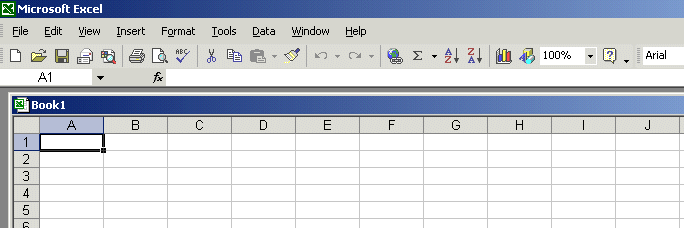 Microsoft Excel
File Edit View Insert Format Tools Data Window Help
ABC Σ A Z Z A 100% ? Arial
A1 fx
Book1
A B C D E F G H I J
1
2
3
4
5
6